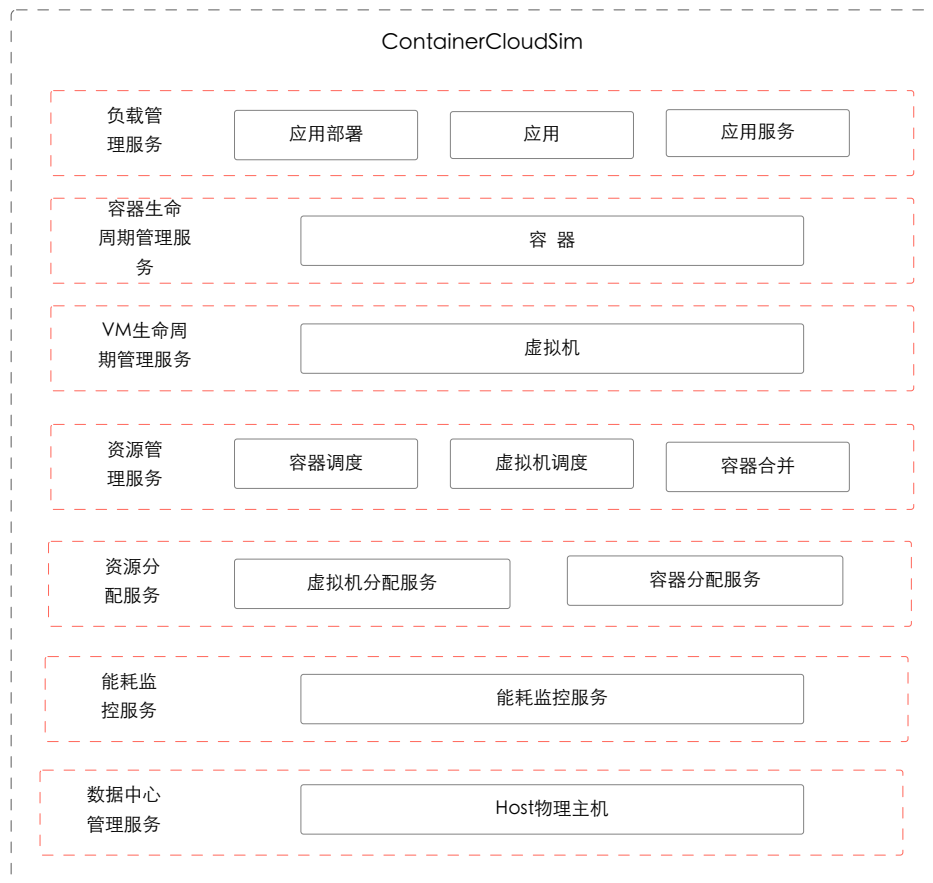 ContainerCloudSim
负载管
理服务
应用部署
应用
应用服务
容器生命
周期管理服
务
容 器
VM生命周
期管理服务
虚拟机
资源管
理服务
容器调度
虚拟机调度
容器合并
资源分
配服务
虚拟机分配服务
容器分配服务
能耗监
控服务
能耗监控服务
数据中心
管理服务
Host物理主机